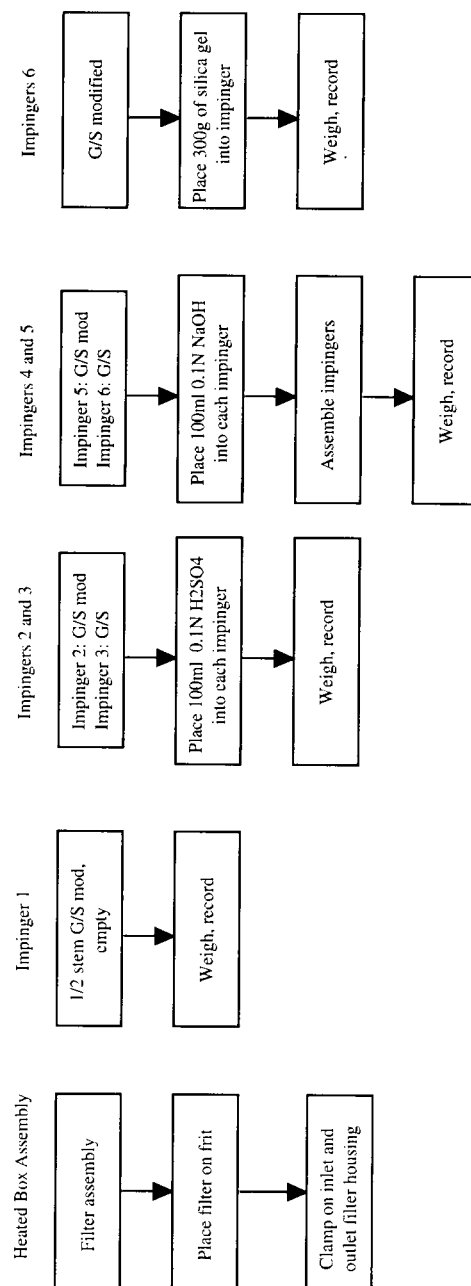 Heated Box Assembly
Filter assembly
Place filter on frit
Clamp on inlet and
outlet filter housing
Impinger 1
1/2 stem G/S mod,
empty
Weigh, record
Impingers 2 and 3
Impinger 2: G/S mod
Impinger 3: G/S
Place 100ml 0.1N H2SO4
into each impinger
Weigh, record
Impingers 4 and 5
Impinger 5: G/S mod
Impinger 6: G/S
Place 100ml 0.1N NaOH
into each impinger
Assemble impingers
Weigh, record
Impingers 6
G/S modified
Place 300g of silica gel
into impinger
Weigh, record